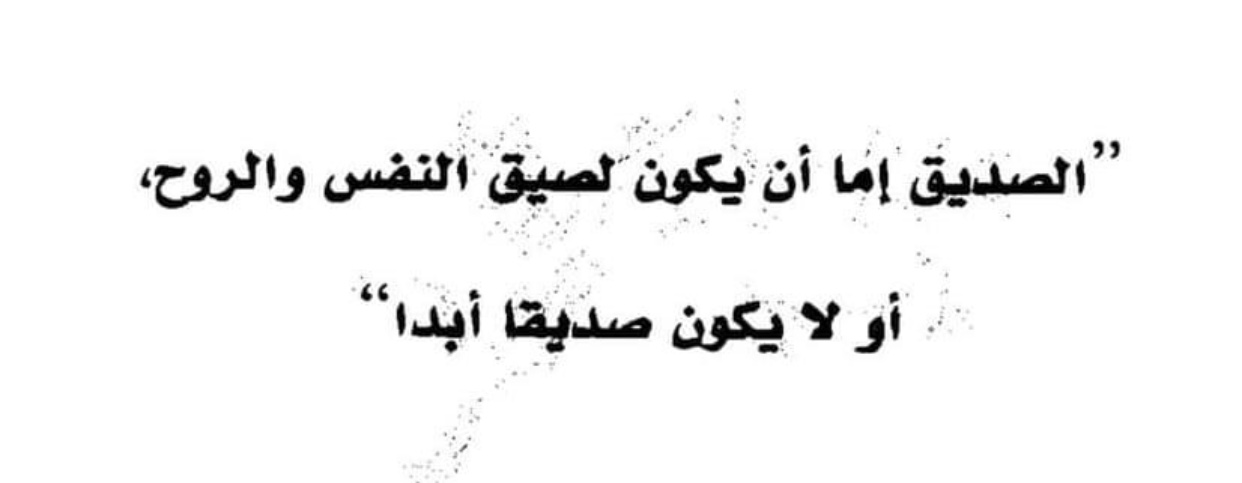 ”الصديق إما أن يكون لصيق النفس والروح،
أو لا يكون صديقا أبدا“